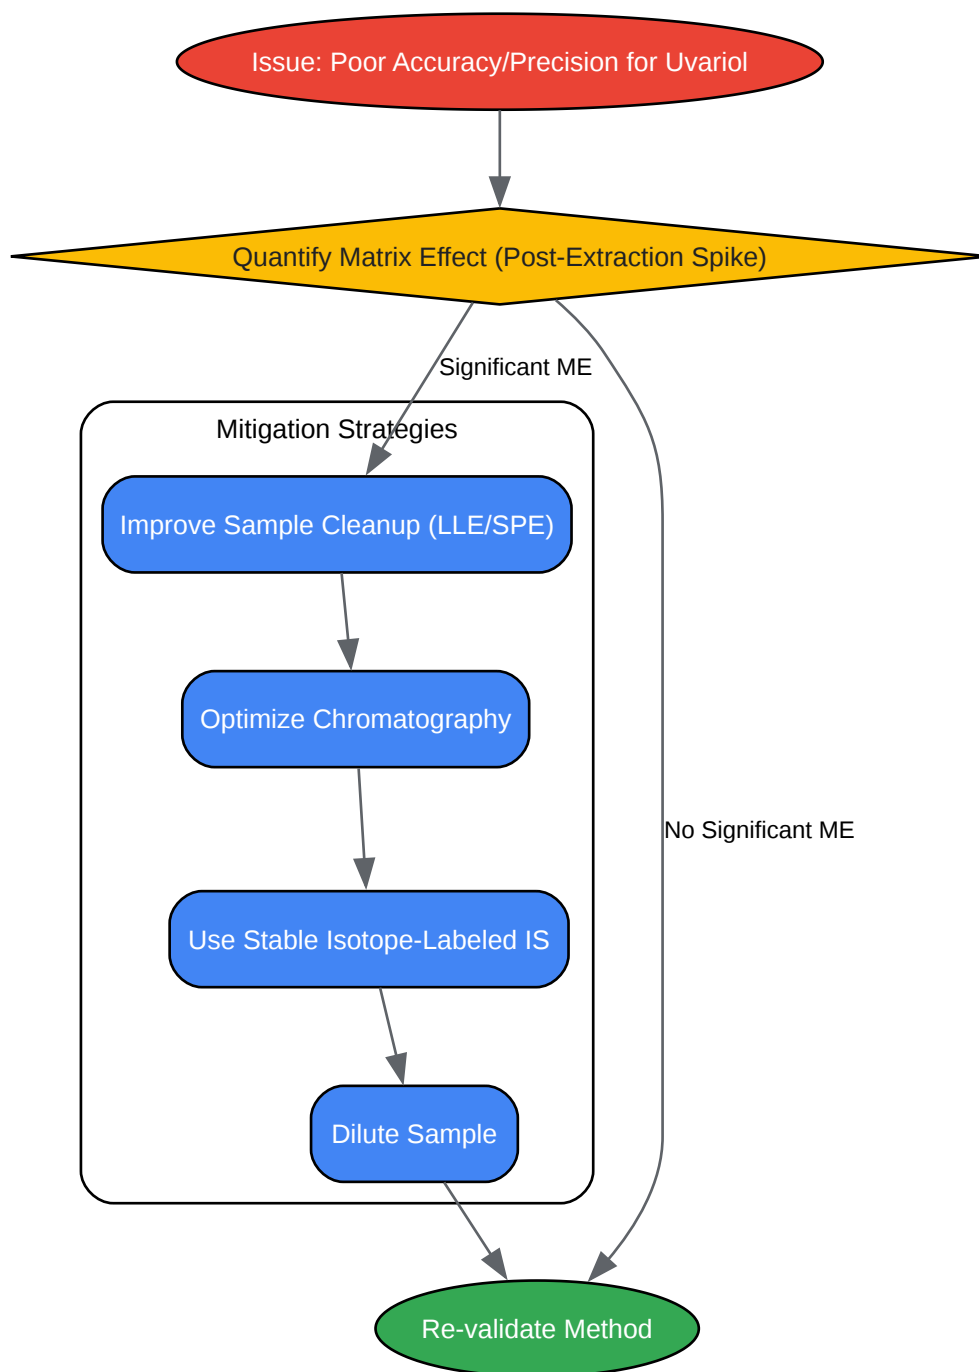 Issue: Poor Accuracy/Precision for Uvariol
Quantify Matrix Effect (Post-Extraction Spike)
Significant ME
Mitigation Strategies
Improve Sample Cleanup (LLE/SPE)
Optimize Chromatography
No Significant ME
Use Stable Isotope-Labeled IS
Dilute Sample
Re-validate Method